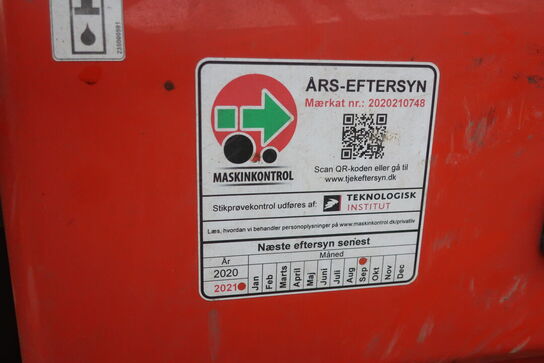 230000981
ÅRS-EFTERSYN
Mærkat nr.: 2020210748
MASKINKONTROL
Scan QR-koden eller gå til
www.tjekeftersyn.dk
Stikprøvekontrol udføres af: TEKNOLOGISK
INSTITUT
Læs, hvordan vi behandler personoplysninger på www.maskinkontrol.dk/privatliv
Næste eftersyn senest
År Måned
2020
2021 Jan Feb Marts April Maj Juni Juli Aug Sep Okt Nov Dec